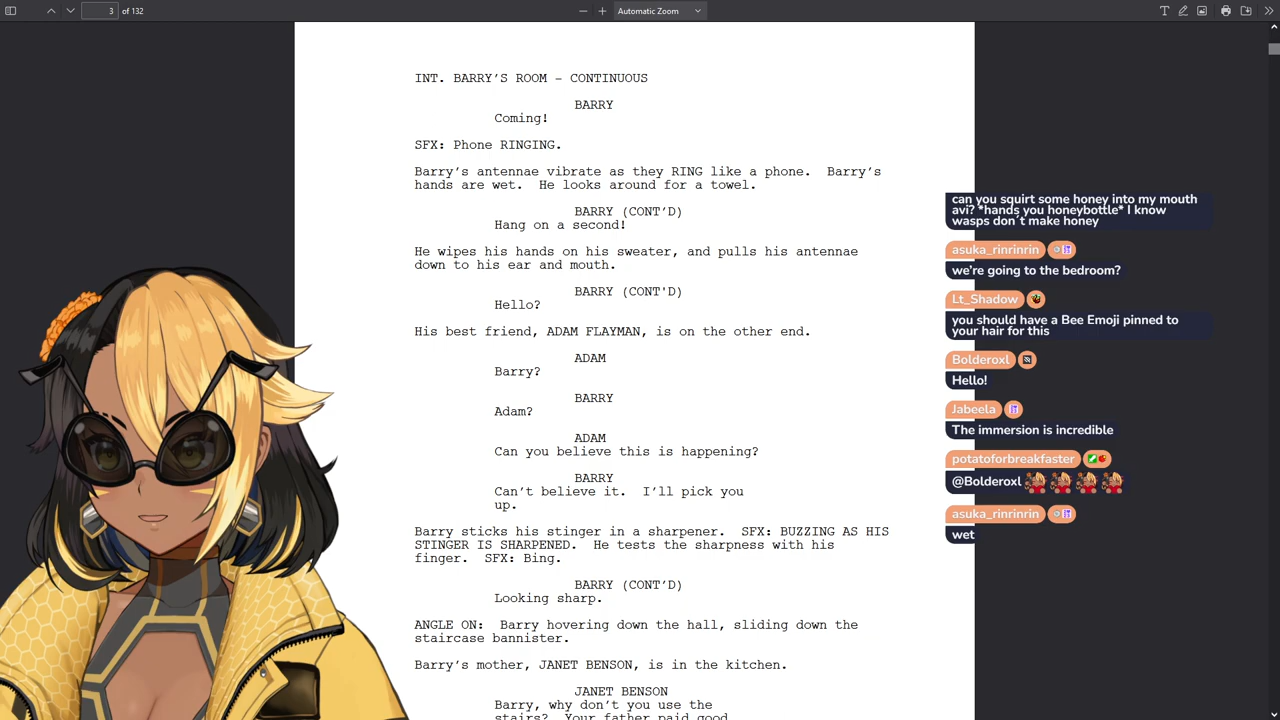 3
of 132
Automatic Zoom
INT. BARRY'S ROOM – CONTINUOUS
BARRY
Coming!
SFX: Phone RINGING.
Barry's antennae vibrate as they RING like a phone. Barry's
hands are wet. He looks around for a towel.
BARRY (CONT'D)
Hang on a second!
He wipes his hands on his sweater, and pulls his antennae
down to his ear and mouth.
BARRY (CONT'D)
Hello?
His best friend, ADAM FLAYMAN, is on the other end.
ADAM
Barry?
BARRY
Adam?
ADAM
Can you believe this is happening?
BARRY
Can't believe it. I'll pick you
up.
Barry sticks his stinger in a sharpener. SFX: BUZZING AS HIS
STINGER IS SHARPENED. He tests the sharpness with his
finger. SFX: Bing.
BARRY (CONT'D)
Looking sharp.
ANGLE ON: Barry hovering down the hall, sliding down the
staircase bannister.
Barry's mother, JANET BENSON, is in the kitchen.
JANET BENSON
Barry, why don't you use the
stairs? Your father paid good
can you squirt some honey into my mouth
avi? *hands you honeybottle* I know
wasps don't make honey
asuka_rinrinrin
we're going to the bedroom?
Lt_Shadow
you should have a Bee Emoji pinned to
your hair for this
Bolderoxl
Hello!
Jabeela
The immersion is incredible
potatoforbreakfaster
@Bolderoxl
asuka_rinrinrin
wet